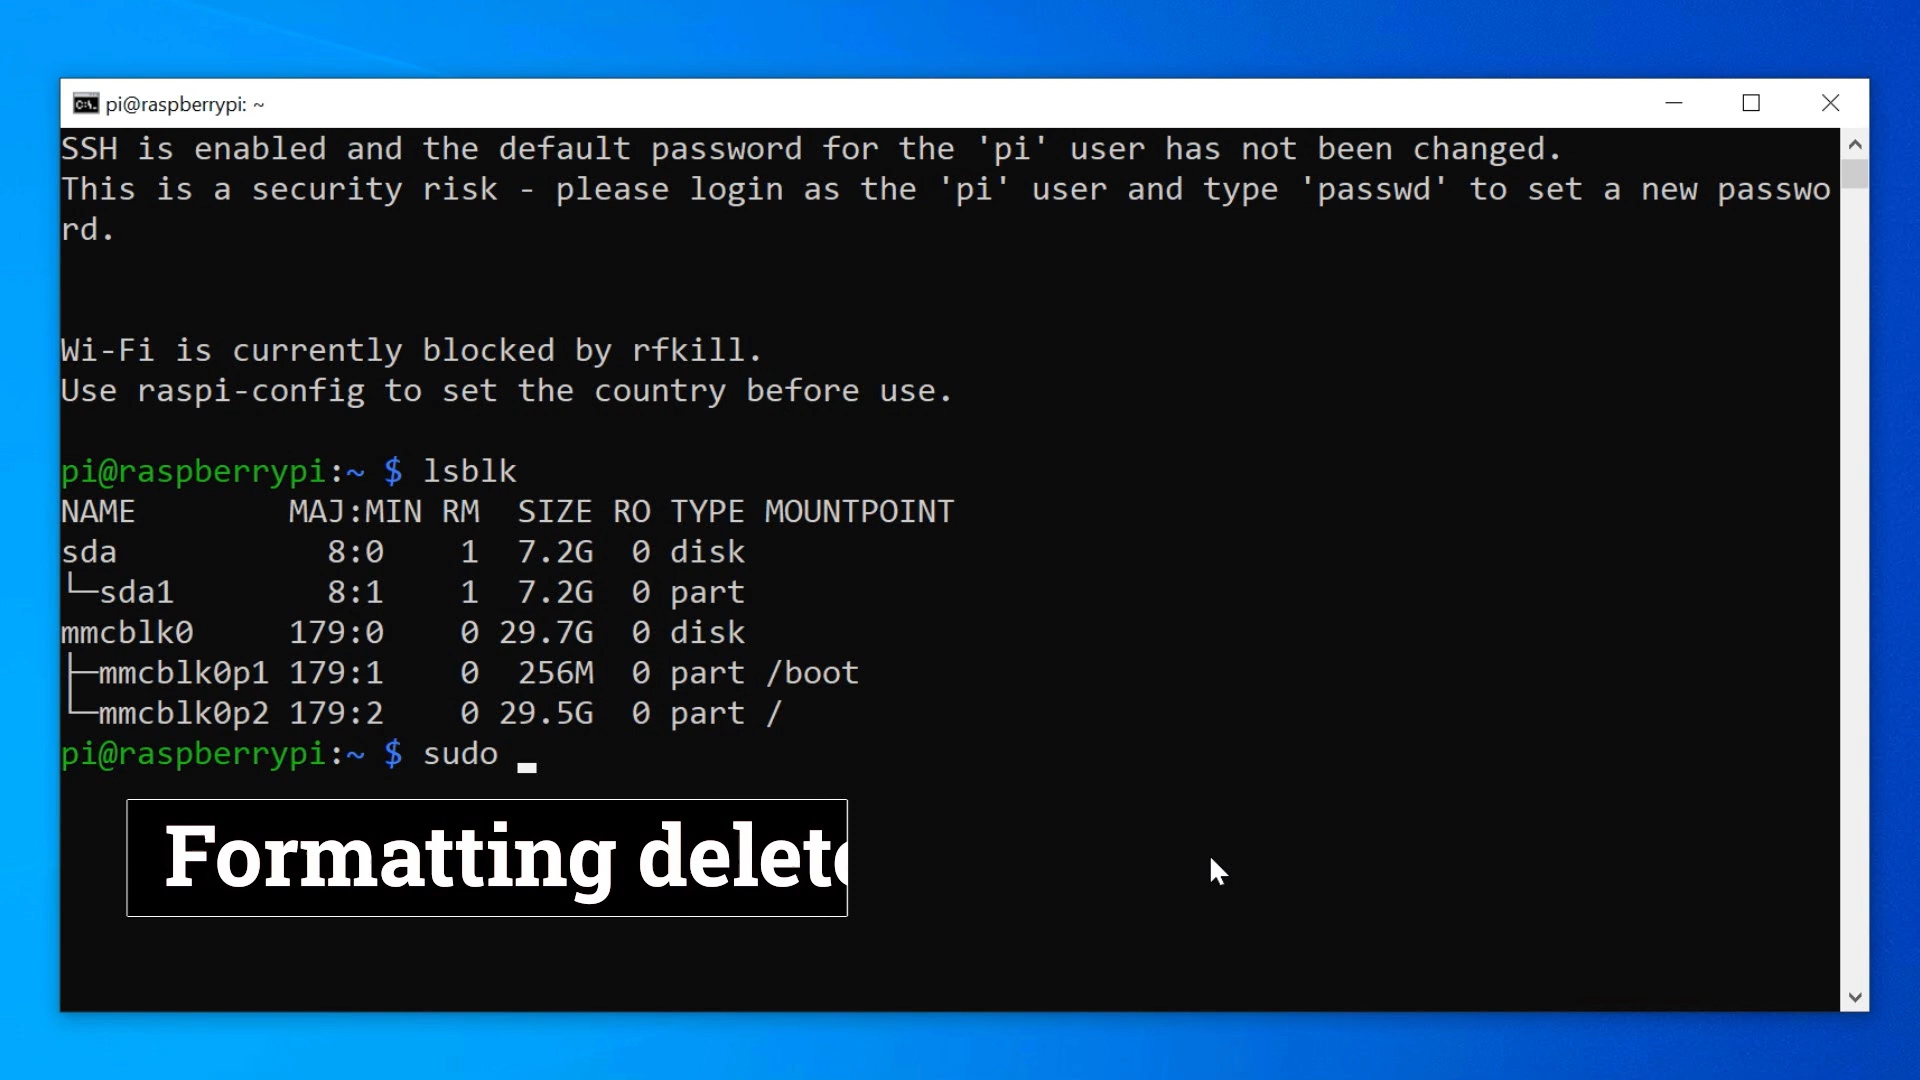 pi@raspberrypi: ~
SSH is enabled and the default password for the 'pi' user has not been changed.
This is a security risk - please login as the 'pi' user and type 'passwd' to set a new passwo
rd.
Wi-Fi is currently blocked by rfkill.
Use raspi-config to set the country before use.
pi@raspberrypi:~ $ lsblk
NAME        MAJ:MIN RM  SIZE RO TYPE MOUNTPOINT
sda           8:0    1  7.2G  0 disk
└─sda1        8:1    1  7.2G  0 part
mmcblk0     179:0    0 29.7G  0 disk
├─mmcblk0p1 179:1    0  256M  0 part /boot
└─mmcblk0p2 179:2    0 29.5G  0 part /
pi@raspberrypi:~ $ sudo
Formatting delete